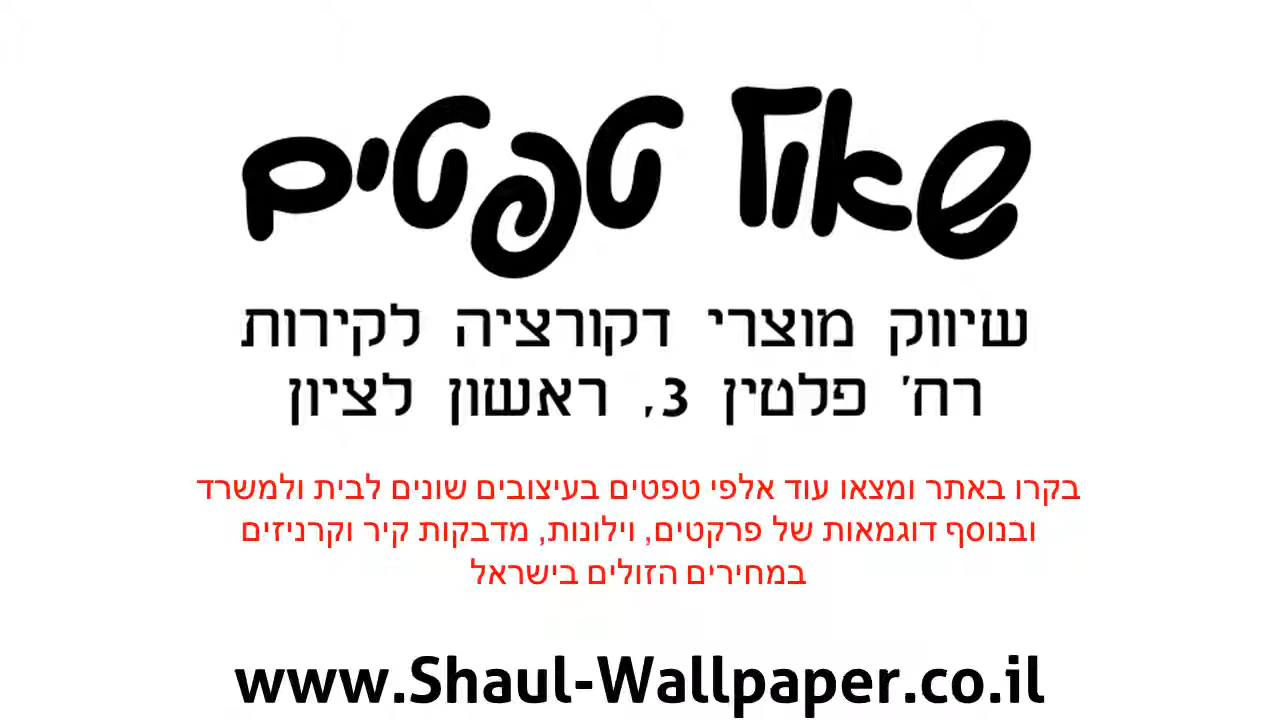 שאול טפטים
שיווק מוצרי דקורציה לקירות
רח' פלטין 3, ראשון לציון
בקרו באתר ומצאו עוד אלפי טפטים בעיצובים שונים לבית ולמשרד
ובנוסף דוגמאות של פרקטים, וילונות, מדבקות קיר וקרניזים
במחירים הזולים בישראל
www.Shaul-Wallpaper.co.il